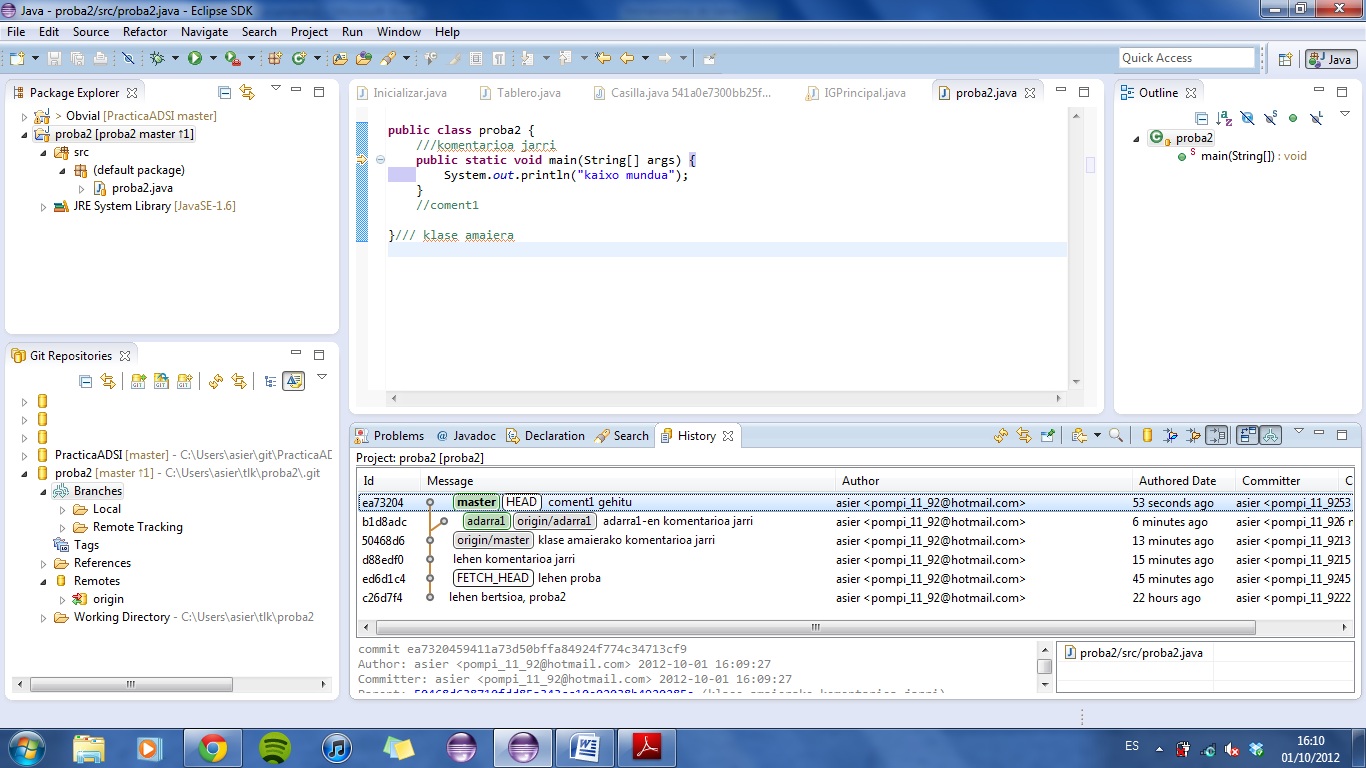 Java - proba2/src/proba2.java - Eclipse SDK
File Edit Source Refactor Navigate Search Project Run Window Help
Quick Access
Java
Package Explorer
> Obvial [PracticaADSI master]
proba2 [proba2 master ↑1]
src
(default package)
proba2.java
JRE System Library [JavaSE-1.6]
Inicializar.java Tablero.java Casilla.java 541a0e7300bb25f... IGPrincipal.java proba2.java
public class proba2 {
///komentarioa jarri
public static void main(String[] args) {
System.out.println("kaixo mundua");
}
//coment1
}/// klase amaiera
Outline
proba2
main(String[]) : void
Git Repositories
PracticaADSI [master] - C:\Users\asier\git\PracticaAD
proba2 [master ↑1] - C:\Users\asier\tlk\proba2\.git
Branches
Local
Remote Tracking
Tags
References
Remotes
origin
Working Directory - C:\Users\asier\tlk\proba2
Problems @ Javadoc Declaration Search History
Project: proba2 [proba2]
Id Message Author Authored Date Committer C
ea73204 master HEAD coment1 gehitu asier <pompi_11_92@hotmail.com> 53 seconds ago asier <pompi_11_9253
b1d8adc adarra1 origin/adarra1 adarra1-en komentarioa jarri asier <pompi_11_92@hotmail.com> 6 minutes ago asier <pompi_11_926 m
50468d6 origin/master klase amaierako komentarioa jarri asier <pompi_11_92@hotmail.com> 13 minutes ago asier <pompi_11_9213
d88edf0 lehen komentarioa jarri asier <pompi_11_92@hotmail.com> 15 minutes ago asier <pompi_11_9215
ed6d1c4 FETCH_HEAD lehen proba asier <pompi_11_92@hotmail.com> 45 minutes ago asier <pompi_11_9245
c26d7f4 lehen bertsioa, proba2 asier <pompi_11_92@hotmail.com> 22 hours ago asier <pompi_11_9222
commit ea7320459411a73d50bffa84924f774c34713cf9
Author: asier <pompi_11_92@hotmail.com> 2012-10-01 16:09:27
Committer: asier <pompi_11_92@hotmail.com> 2012-10-01 16:09:27
(klase amaierako komentarioa jarri)
proba2/src/proba2.java
ES
16:10
01/10/2012